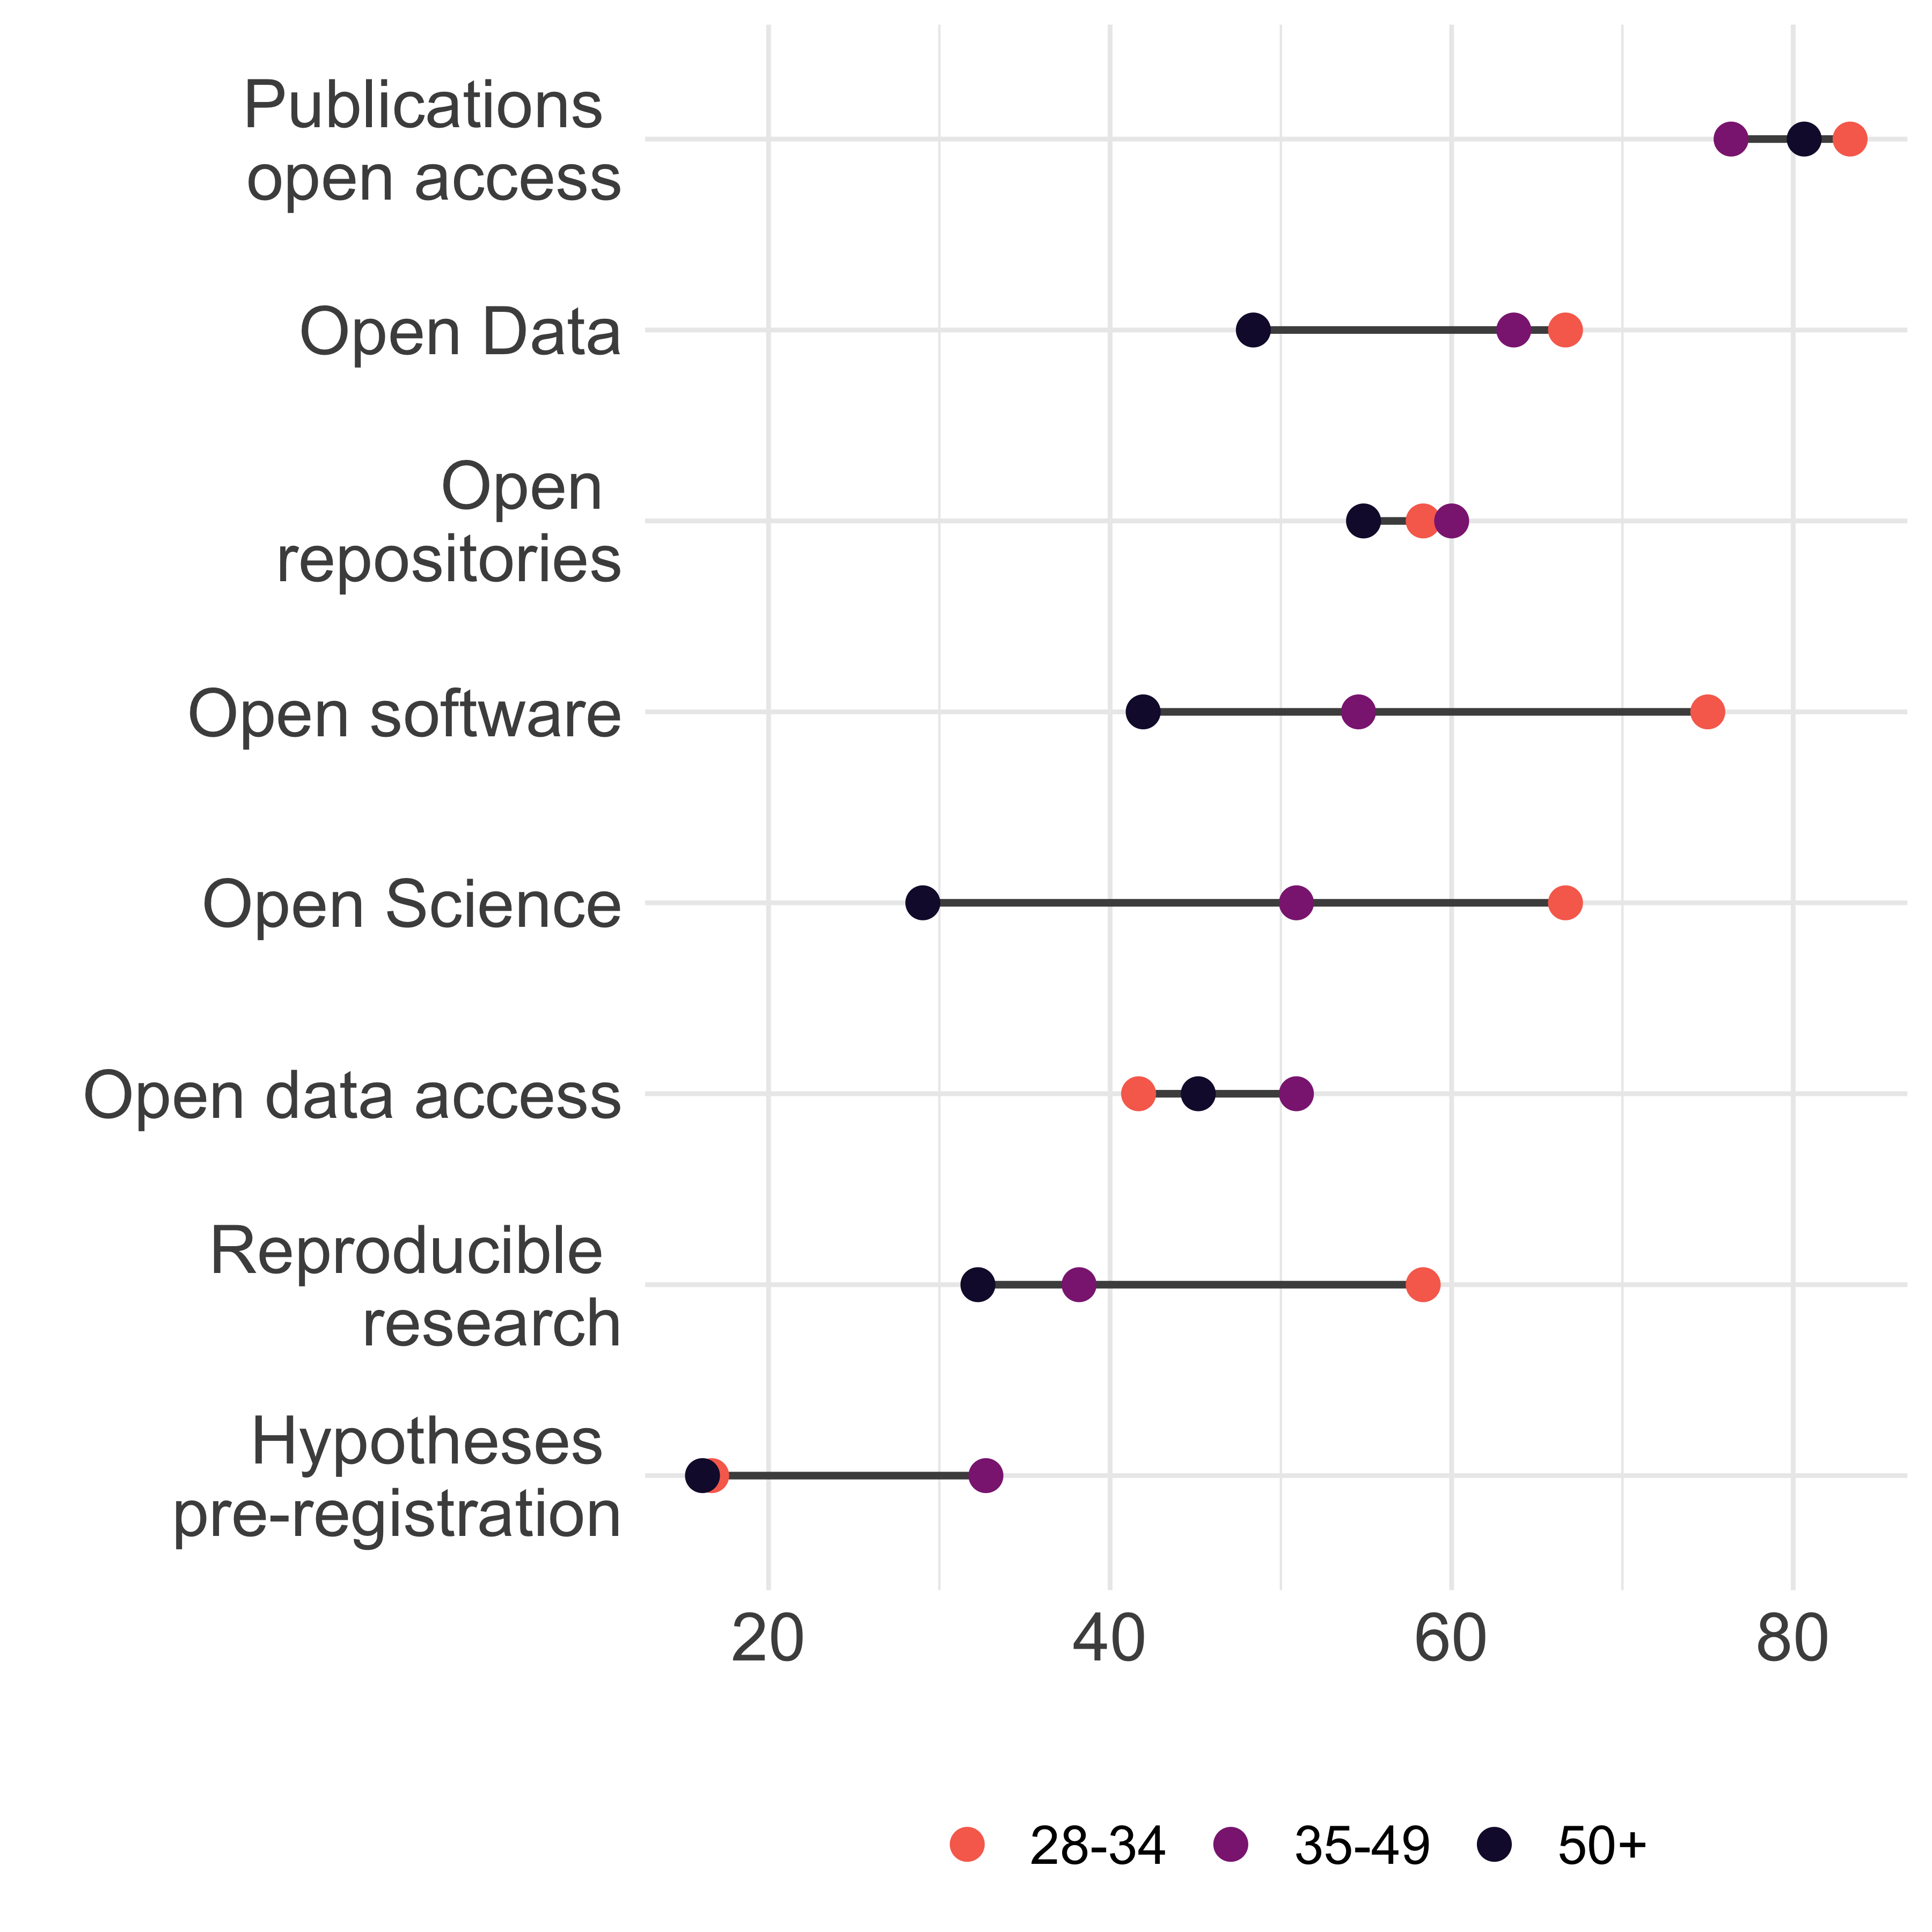 Publications
open access
Open Data
Open
repositories
Open software
Open Science
Open data access
Reproducible
research
Hypotheses
pre-registration
20 40 60 80
28-34 35-49 50+